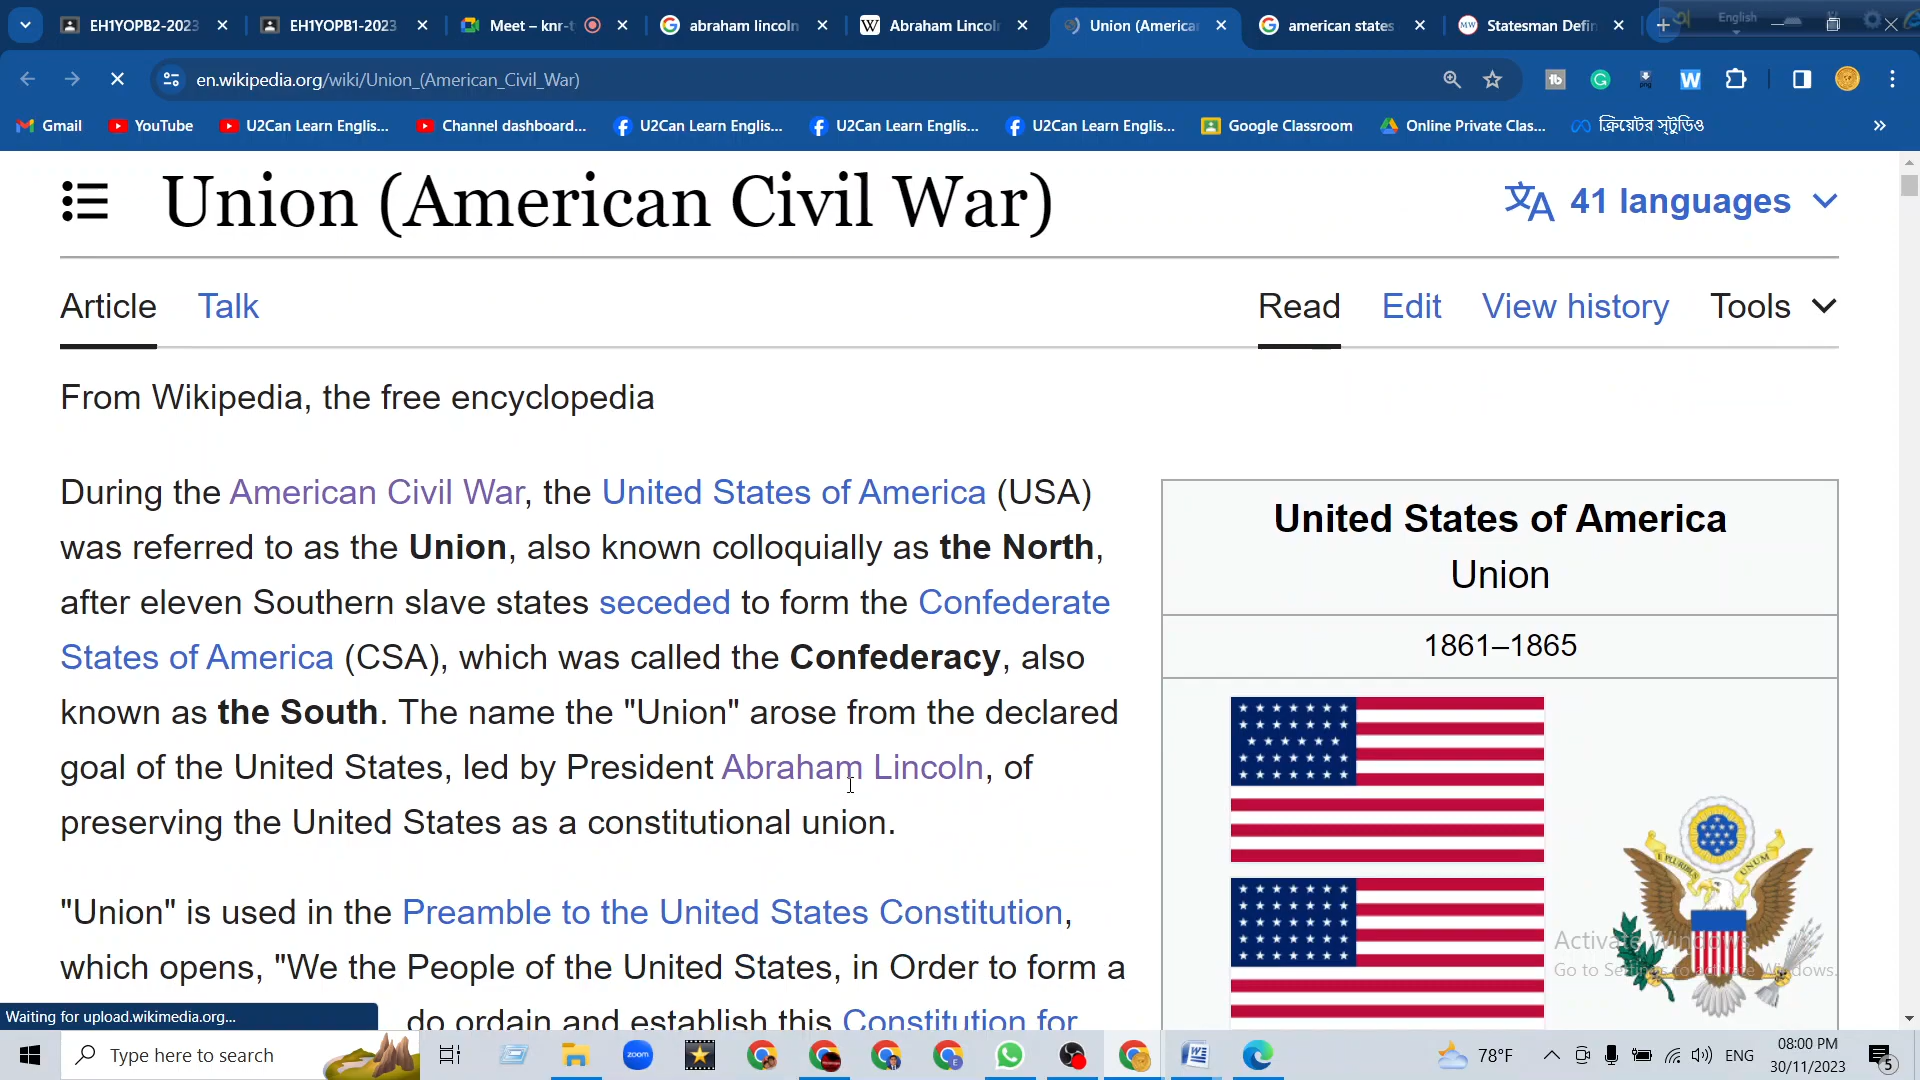 EH1YOPB2-2023
EH1YOPB1-2023
Meet – knr-t
abraham lincoln
Abraham Lincoln
Union (America
american states
Statesman Defin
English
en.wikipedia.org/wiki/Union_(American_Civil_War)
Gmail
YouTube
U2Can Learn Englis...
Channel dashboard...
U2Can Learn Englis...
U2Can Learn Englis...
U2Can Learn Englis...
Google Classroom
Online Private Clas...
ক্রিয়েটর স্টুডিও
Union (American Civil War)
41 languages
Article Talk
Read Edit View history Tools
From Wikipedia, the free encyclopedia
During the American Civil War, the United States of America (USA)
was referred to as the Union, also known colloquially as the North,
after eleven Southern slave states seceded to form the Confederate
States of America (CSA), which was called the Confederacy, also
known as the South. The name the "Union" arose from the declared
goal of the United States, led by President Abraham Lincoln, of
preserving the United States as a constitutional union.
"Union" is used in the Preamble to the United States Constitution,
which opens, "We the People of the United States, in Order to form a
do ordain and establish this Constitution for
United States of America
Union
1861–1865
E PLURIBUS UNUM
Activate Windows
Go to Settings to activate Windows.
Waiting for upload.wikimedia.org...
Type here to search
zoom
78°F
ENG
08:00 PM
30/11/2023
5